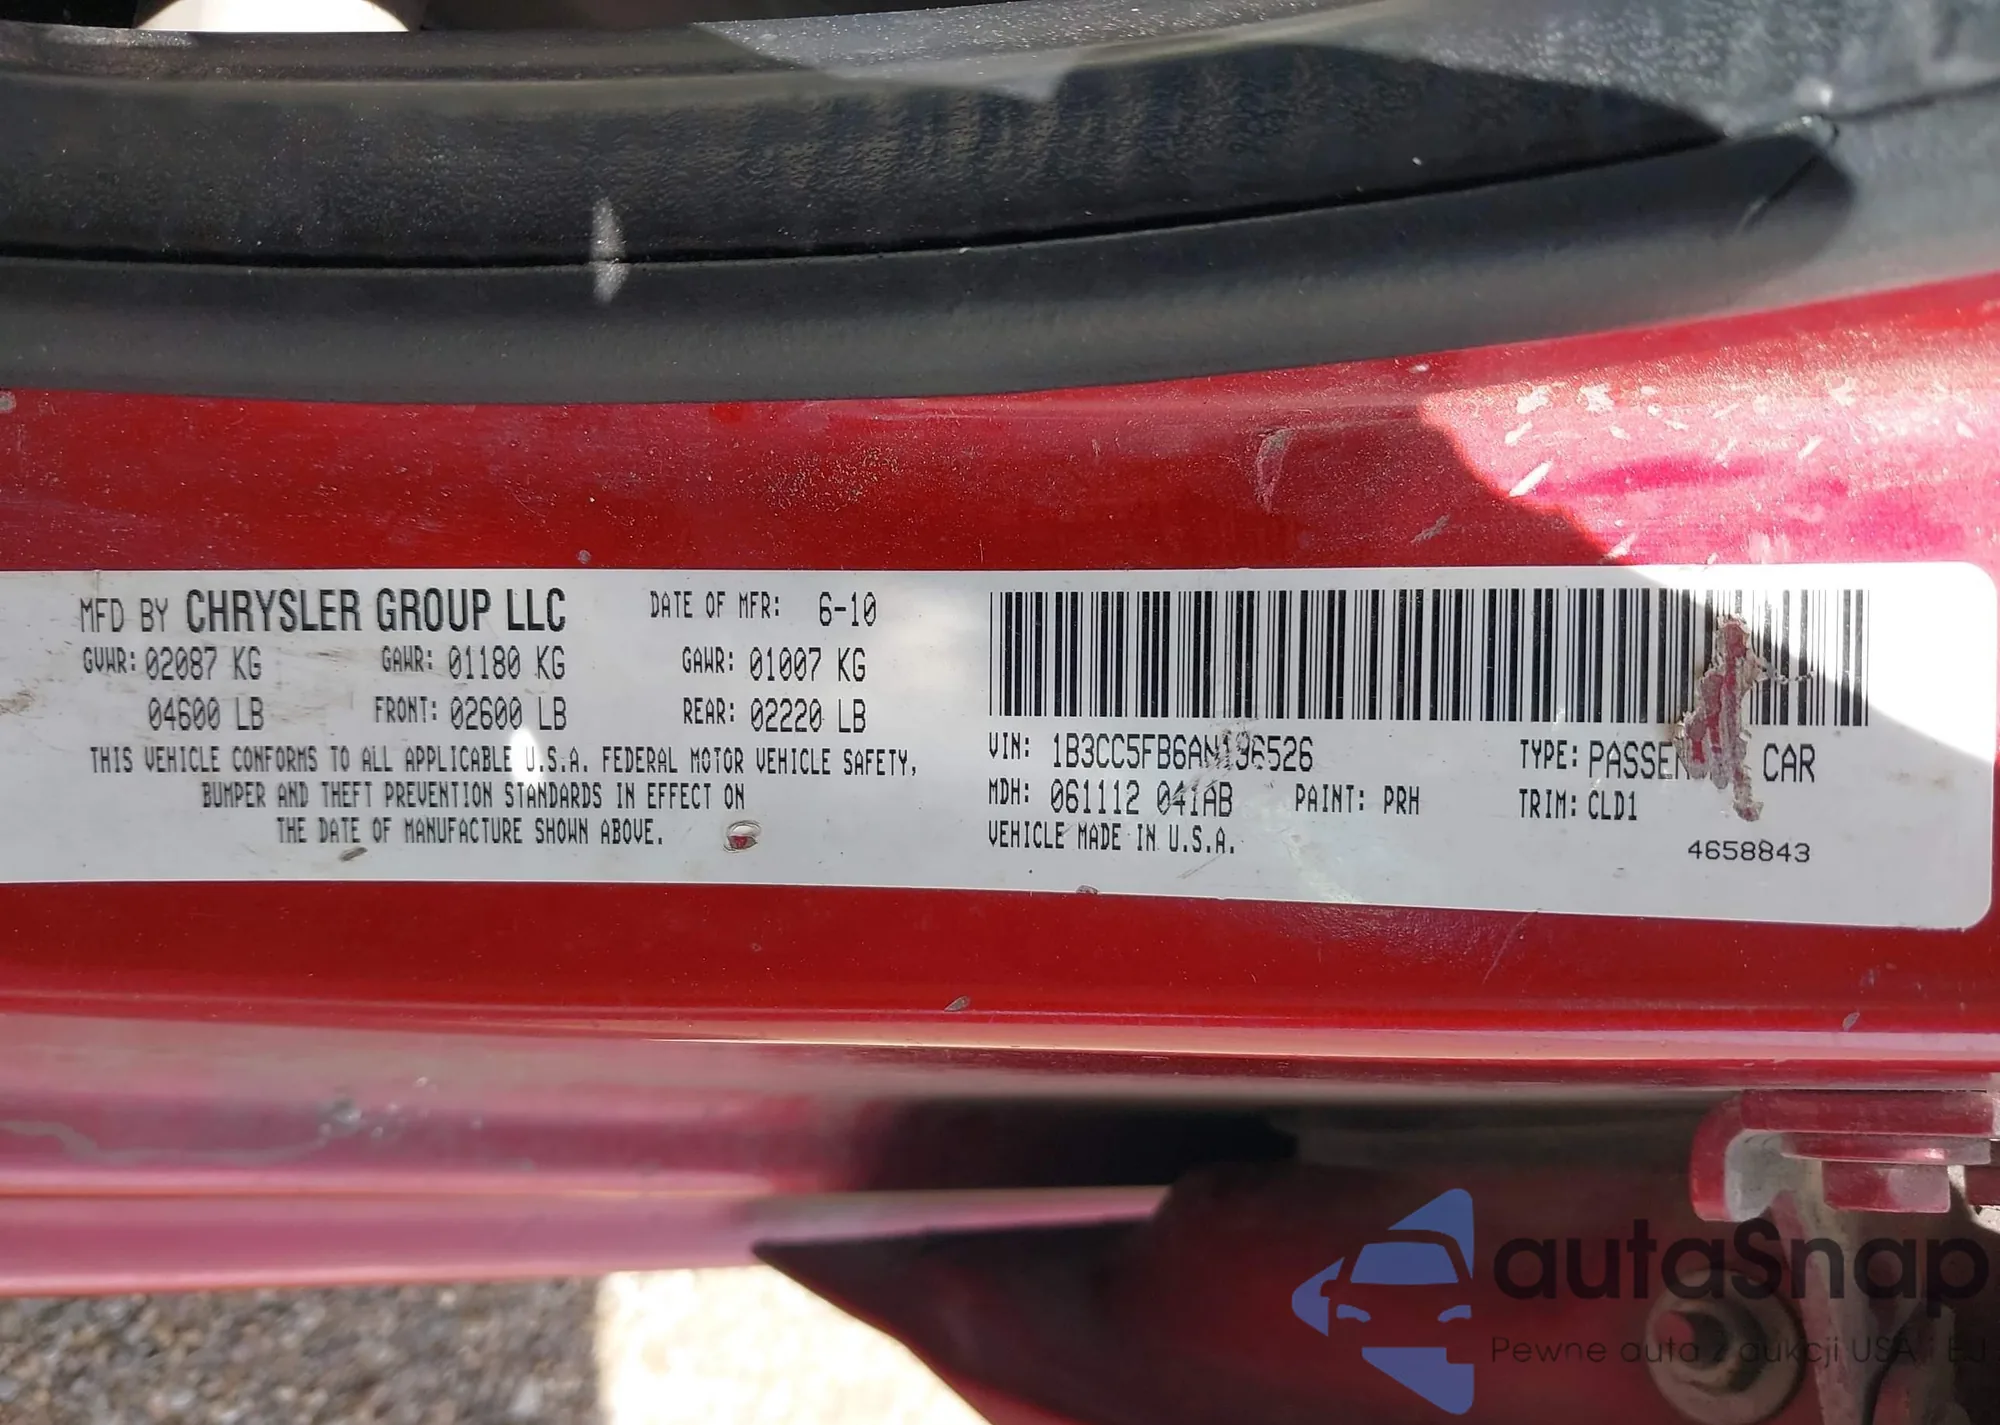 MFD BY CHRYSLER GROUP LLC DATE OF MFR: 6-10
GVWR: 02087 KG GAWR: 01180 KG GAWR: 01007 KG
04600 LB FRONT: 02600 LB REAR: 02220 LB
THIS VEHICLE CONFORMS TO ALL APPLICABLE U.S.A. FEDERAL MOTOR VEHICLE SAFETY,
BUMPER AND THEFT PREVENTION STANDARDS IN EFFECT ON
THE DATE OF MANUFACTURE SHOWN ABOVE.
VIN: 1B3CC5FB6AN196526 TYPE: CAR
MDH: 061112 041AB PAINT: PRH TRIM: CLD1
VEHICLE MADE IN U.S.A.
4658843
autaSnap
Pewne auta z aukcji USA i EU